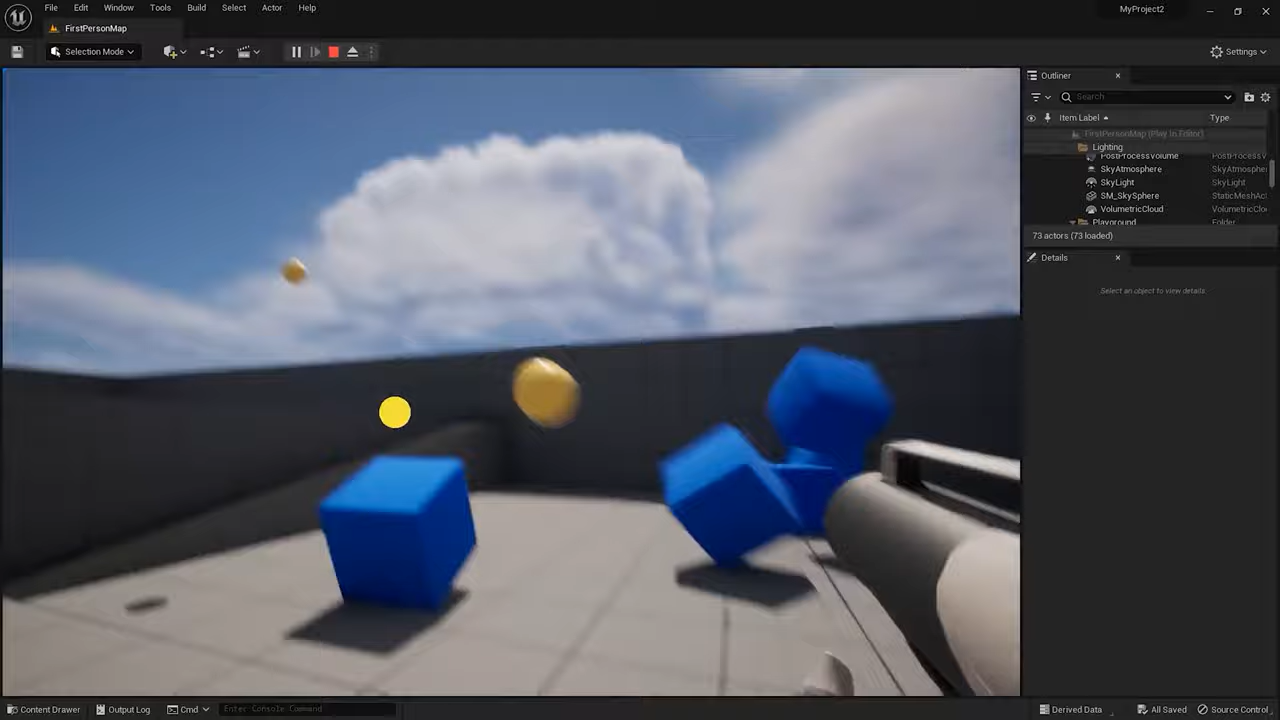 File Edit Window Tools Build Select Actor Help
MyProject2
FirstPersonMap
Selection Mode
Settings
Outliner
Search
Item Label Type
FirstPersonMap (Play In Editor)
Lighting
PostProcessVolume PostProcessV
SkyAtmosphere SkyAtmosphe
SkyLight SkyLight
SM_SkySphere StaticMeshAc
VolumetricCloud VolumetricClo
Playground Folder
73 actors (73 loaded)
Details
Select an object to view details.
Content Drawer Output Log Cmd Enter Console Command Derived Data All Saved Source Control